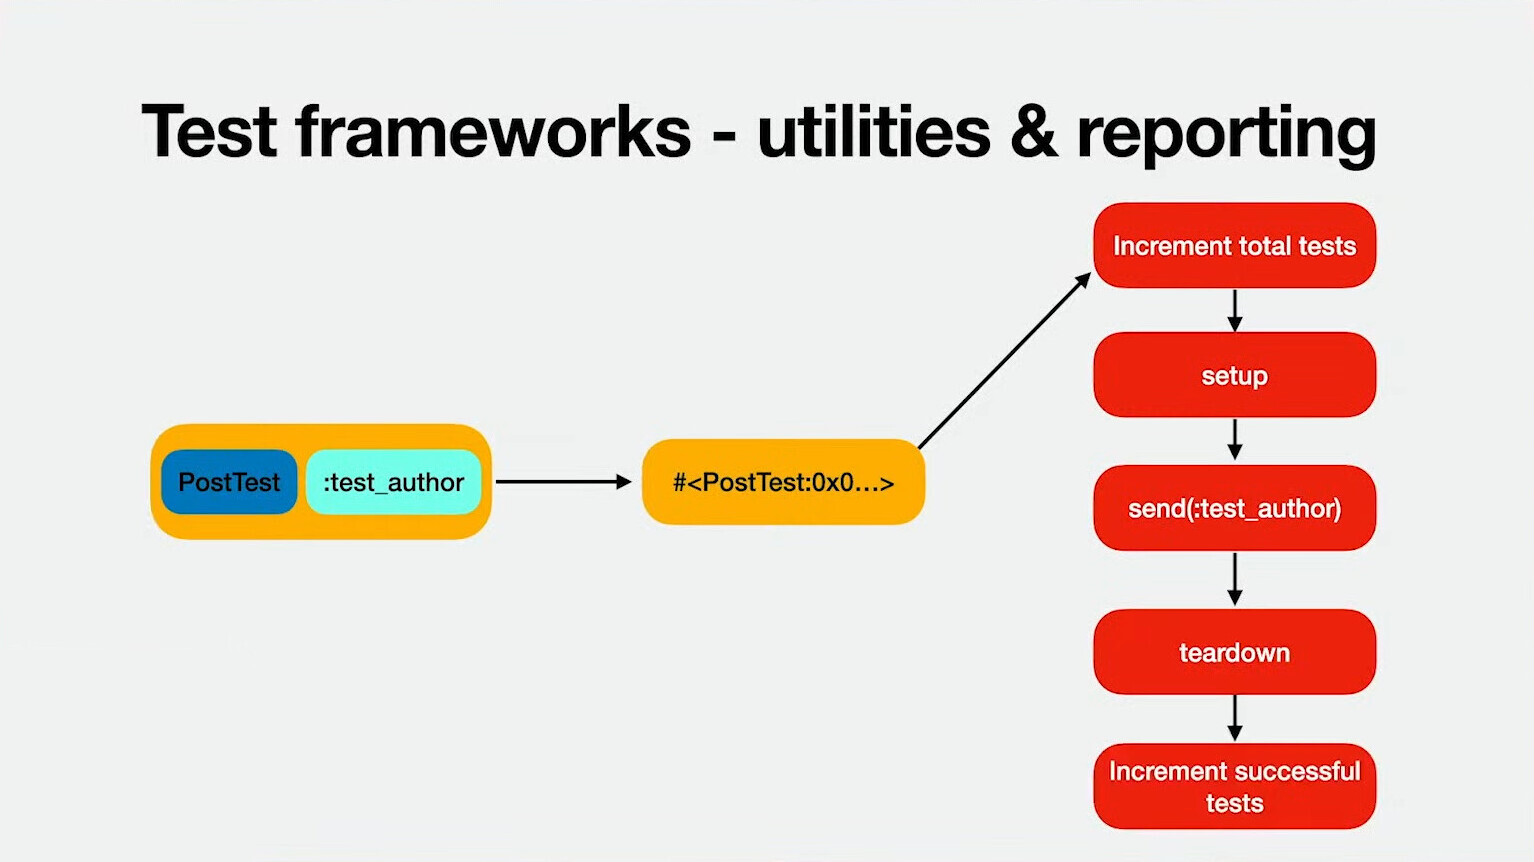 Test frameworks - utilities & reporting
PostTest
:test_author
#<PostTest:0x0...>
Increment total tests
setup
send(:test_author)
teardown
Increment successful
tests